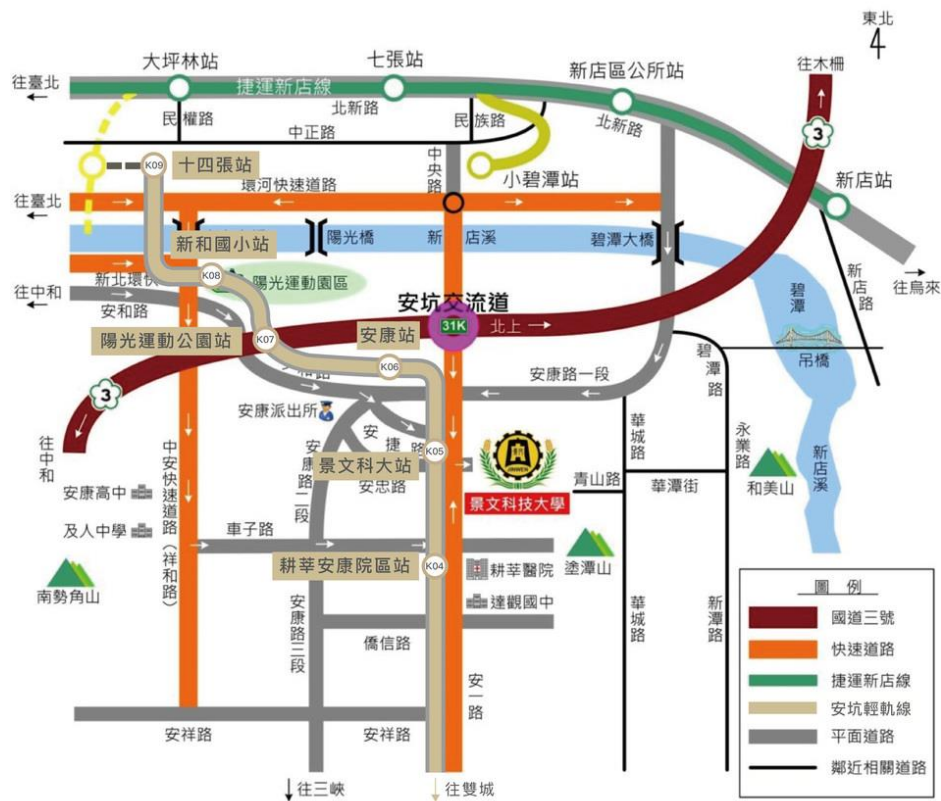 東北
4
往木柵
大坪林站
七張站
新店區公所站
往臺北
捷運新店線
民權路
北新路
民族路
北新路
3
中正路
K09
十四張站
中央路
小碧潭站
新店站
環河快速道路
往臺北
新和國小站
陽光橋
新店溪
碧潭大橋
新北環快
K08
陽光運動園區
往中和
安和路
安坑交流道
31K
北上
碧潭
新店路
往烏來
陽光運動公園站
K07
安康站
K06
碧潭路
吊橋
3
安康路一段
往中和
安康派出所
安捷路
K05
景文科大站
安忠路
安康路二段
JINWEN
景文科技大學
華城路
永業路
和美山
新店溪
青山路
華潭街
中安快速道路（祥和路）
安康高中
及人中學
車子路
耕莘安康院區站
K04
耕莘醫院
塗潭山
南勢角山
達觀國中
安康路三段
僑信路
華城路
新潭路
安一路
安祥路
安祥路
往三峽
往雙城
圖例
國道三號
快速道路
捷運新店線
安坑輕軌線
平面道路
鄰近相關道路